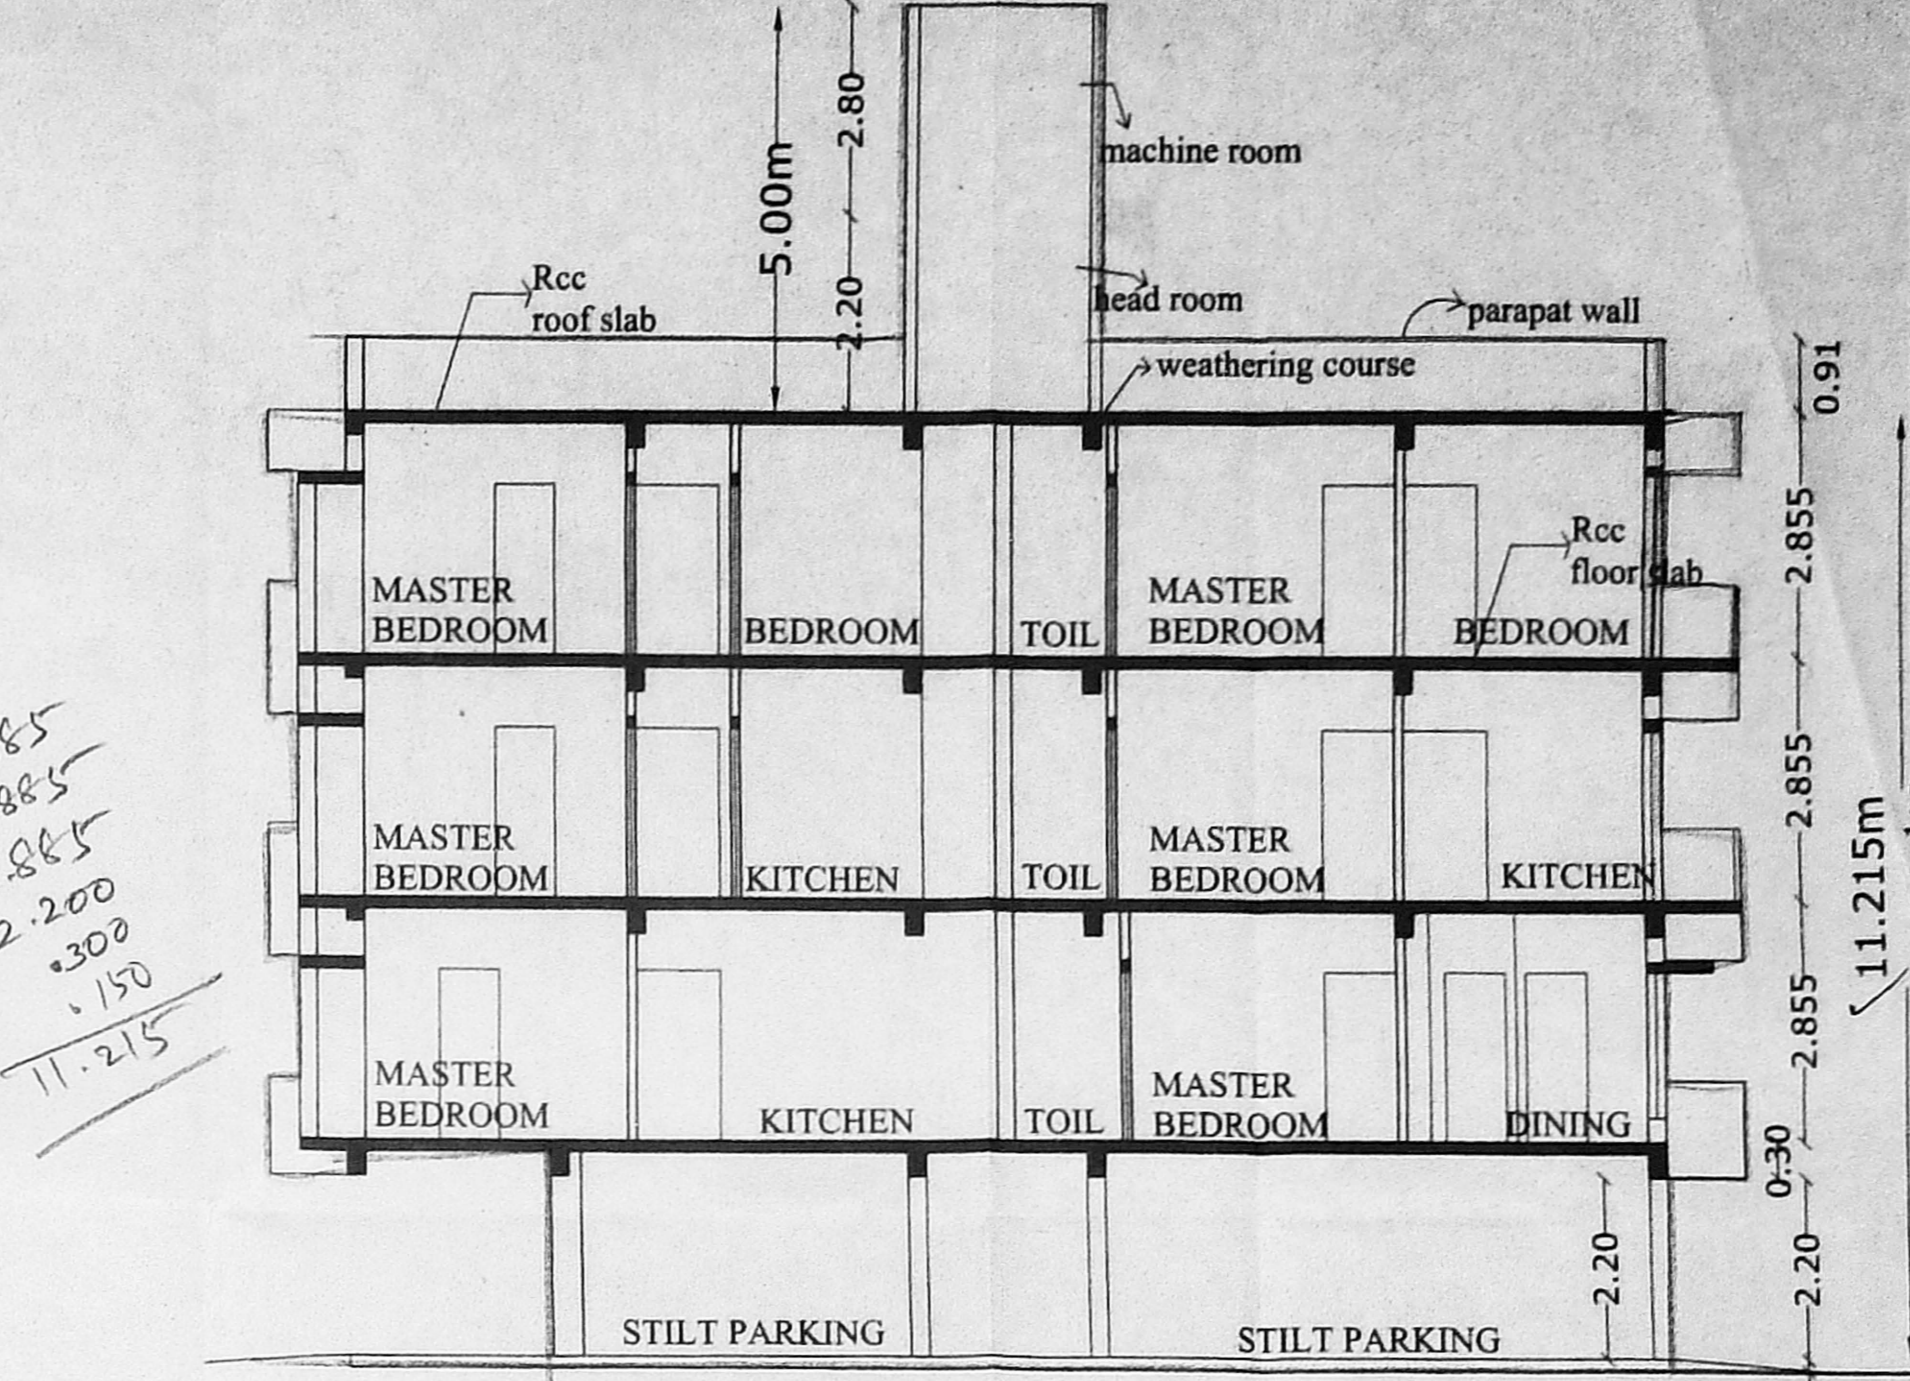 2.80
5.00m
machine room
Rcc
roof slab
2.20
head room
parapat wall
weathering course
0.91
2.855
Rcc
floor slab
MASTER
BEDROOM
BEDROOM
TOIL
MASTER
BEDROOM
BEDROOM
85
885
.885
2.200
.300
.150
11.215
2.855
11.215m
MASTER
BEDROOM
KITCHEN
TOIL
MASTER
BEDROOM
KITCHEN
2.855
MASTER
BEDROOM
KITCHEN
TOIL
MASTER
BEDROOM
DINING
0.30
2.20
2.20
STILT PARKING
STILT PARKING